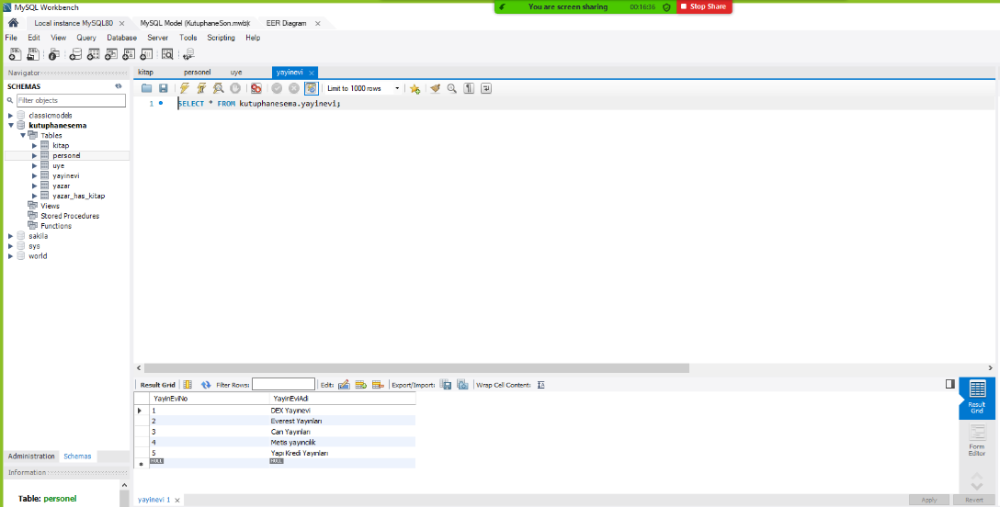 MySQL Workbench
You are screen sharing 00:16:36 Stop Share
Local instance MySQL80 MySQL Model (KutuphaneSon.mwb) EER Diagram
File Edit View Query Database Server Tools Scripting Help
Navigator
kitap personel uye yayinevi
SCHEMAS
Filter objects
Limit to 1000 rows
1 SELECT * FROM kutuphanesema.yayinevi;
classicmodels
kutuphanesema
Tables
kitap
personel
uye
yayinevi
yazar
yazar_has_kitap
Views
Stored Procedures
Functions
sakila
sys
world
Result Grid Filter Rows: Edit: Export/Import: Wrap Cell Content:
YayinEviNo YayinEviAdi
1 DEX Yayınevi
2 Everest Yayınları
3 Can Yayınları
4 Metis yayıncılık
5 Yapı Kredi Yayınları
NULL NULL
Result Grid
Form Editor
Administration Schemas
Information
Table: personel
yayinevi 1
Apply Revert